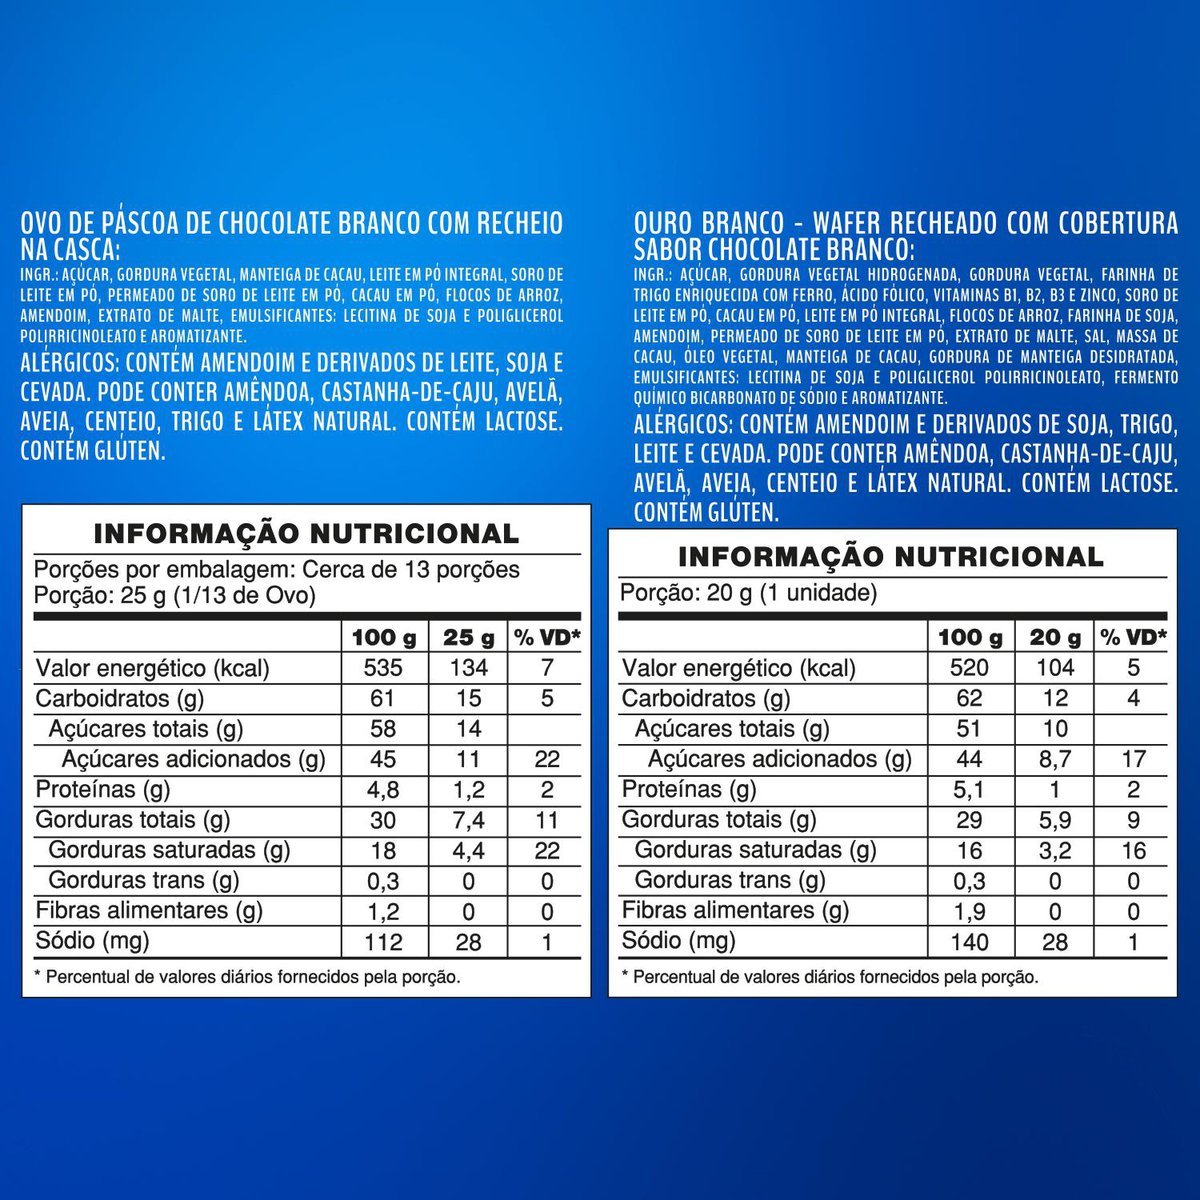 OVO DE PÁSCOA DE CHOCOLATE BRANCO COM RECHEIO
NA CASCA:
INGR.: AÇÚCAR, GORDURA VEGETAL, MANTEIGA DE CACAU, LEITE EM PÓ INTEGRAL, SORO DE
LEITE EM PÓ, PERMEADO DE SORO DE LEITE EM PÓ, CACAU EM PÓ, FLOCOS DE ARROZ,
AMENDOIM, EXTRATO DE MALTE, EMULSIFICANTES: LECITINA DE SOJA E POLIGLICEROL
POLIRRICINOLEATO E AROMATIZANTE.
ALÉRGICOS: CONTÉM AMENDOIM E DERIVADOS DE LEITE, SOJA E
CEVADA. PODE CONTER AMÊNDOA, CASTANHA-DE-CAJU, AVELÃ,
AVEIA, CENTEIO, TRIGO E LÁTEX NATURAL. CONTÉM LACTOSE.
CONTÉM GLÚTEN.
INFORMAÇÃO NUTRICIONAL
Porções por embalagem: Cerca de 13 porções
Porção: 25 g (1/13 de Ovo)
100 g 25 g % VD*
Valor energético (kcal) 535 134 7
Carboidratos (g) 61 15 5
Açúcares totais (g) 58 14
Açúcares adicionados (g) 45 11 22
Proteínas (g) 4,8 1,2 2
Gorduras totais (g) 30 7,4 11
Gorduras saturadas (g) 18 4,4 22
Gorduras trans (g) 0,3 0 0
Fibras alimentares (g) 1,2 0 0
Sódio (mg) 112 28 1
* Percentual de valores diários fornecidos pela porção.
OURO BRANCO - WAFER RECHEADO COM COBERTURA
SABOR CHOCOLATE BRANCO:
INGR.: AÇÚCAR, GORDURA VEGETAL HIDROGENADA, GORDURA VEGETAL, FARINHA DE
TRIGO ENRIQUECIDA COM FERRO, ÁCIDO FÓLICO, VITAMINAS B1, B2, B3 E ZINCO, SORO DE
LEITE EM PÓ, CACAU EM PÓ, LEITE EM PÓ INTEGRAL, FLOCOS DE ARROZ, FARINHA DE SOJA,
AMENDOIM, PERMEADO DE SORO DE LEITE EM PÓ, EXTRATO DE MALTE, SAL, MASSA DE
CACAU, ÓLEO VEGETAL, MANTEIGA DE CACAU, GORDURA DE MANTEIGA DESIDRATADA,
EMULSIFICANTES: LECITINA DE SOJA E POLIGLICEROL POLIRRICINOLEATO, FERMENTO
QUÍMICO BICARBONATO DE SÓDIO E AROMATIZANTE.
ALÉRGICOS: CONTÉM AMENDOIM E DERIVADOS DE SOJA, TRIGO,
LEITE E CEVADA. PODE CONTER AMÊNDOA, CASTANHA-DE-CAJU,
AVELÃ, AVEIA, CENTEIO E LÁTEX NATURAL. CONTÉM LACTOSE.
CONTÉM GLÚTEN.
INFORMAÇÃO NUTRICIONAL
Porção: 20 g (1 unidade)
100 g 20 g % VD*
Valor energético (kcal) 520 104 5
Carboidratos (g) 62 12 4
Açúcares totais (g) 51 10
Açúcares adicionados (g) 44 8,7 17
Proteínas (g) 5,1 1 2
Gorduras totais (g) 29 5,9 9
Gorduras saturadas (g) 16 3,2 16
Gorduras trans (g) 0,3 0 0
Fibras alimentares (g) 1,9 0 0
Sódio (mg) 140 28 1
* Percentual de valores diários fornecidos pela porção.